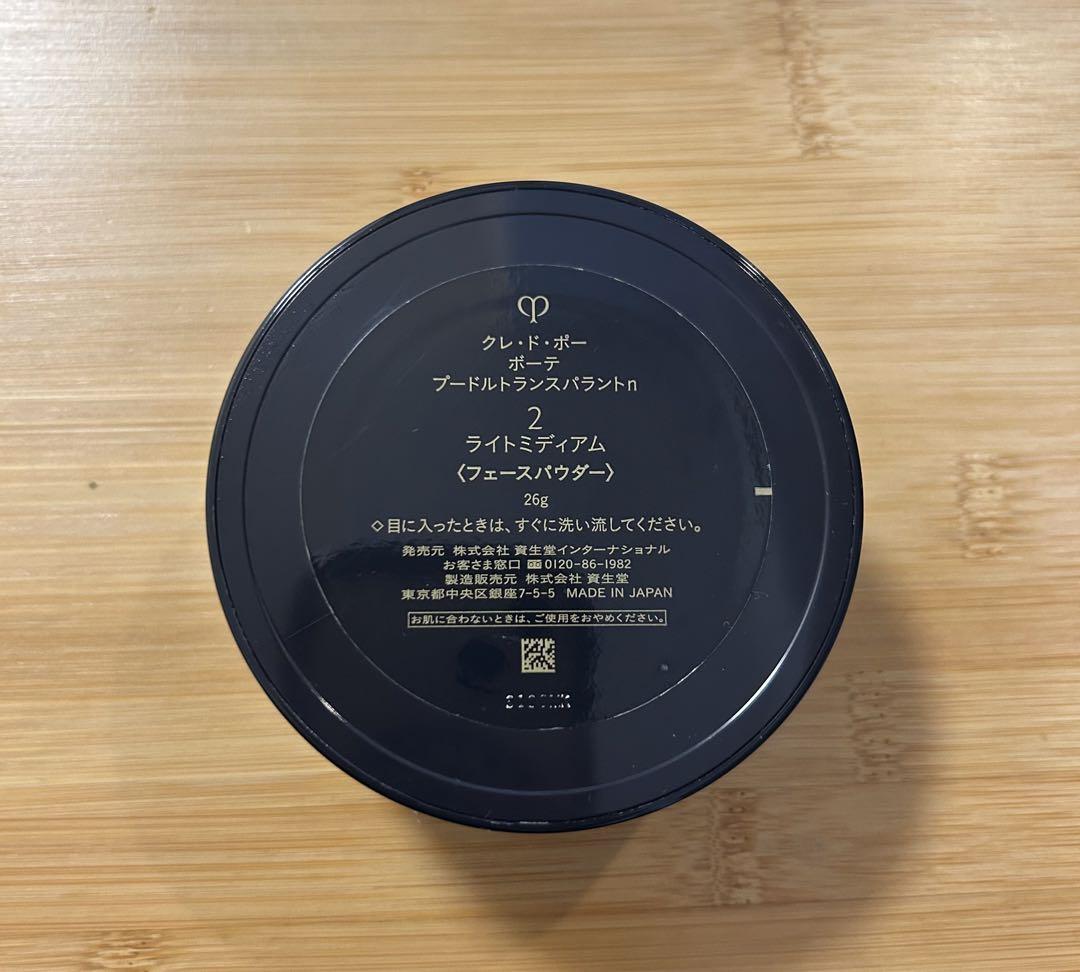 クレ・ド・ポー
ボーテ
プードルトランスパラントn
2
ライトミディアム
〈フェースパウダー〉
26g
◇目に入ったときは、すぐに洗い流してください。
発売元 株式会社 資生堂インターナショナル
お客さま窓口 0120-86-1982
製造販売元 株式会社 資生堂
東京都中央区銀座7-5-5 MADE IN JAPAN
お肌に合わないときは、ご使用をおやめください。